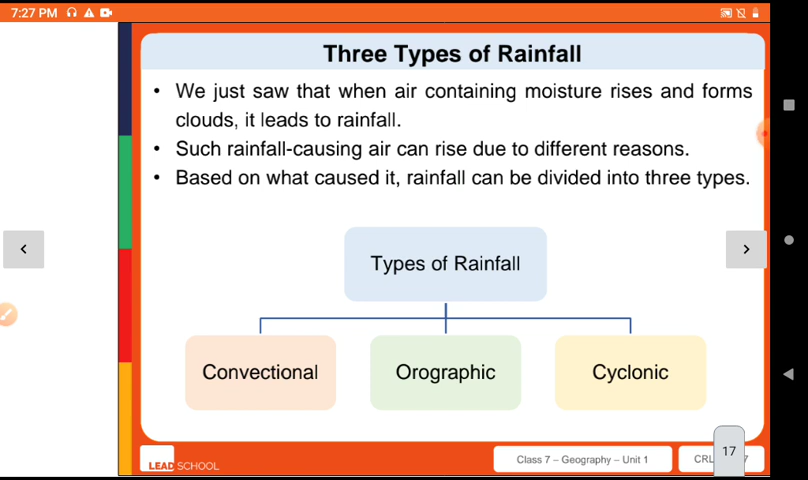 7:27 PM
Three Types of Rainfall
• We just saw that when air containing moisture rises and forms
clouds, it leads to rainfall.
• Such rainfall-causing air can rise due to different reasons.
• Based on what caused it, rainfall can be divided into three types.
Types of Rainfall
Convectional
Orographic
Cyclonic
LEAD SCHOOL
Class 7 – Geography – Unit 1
17